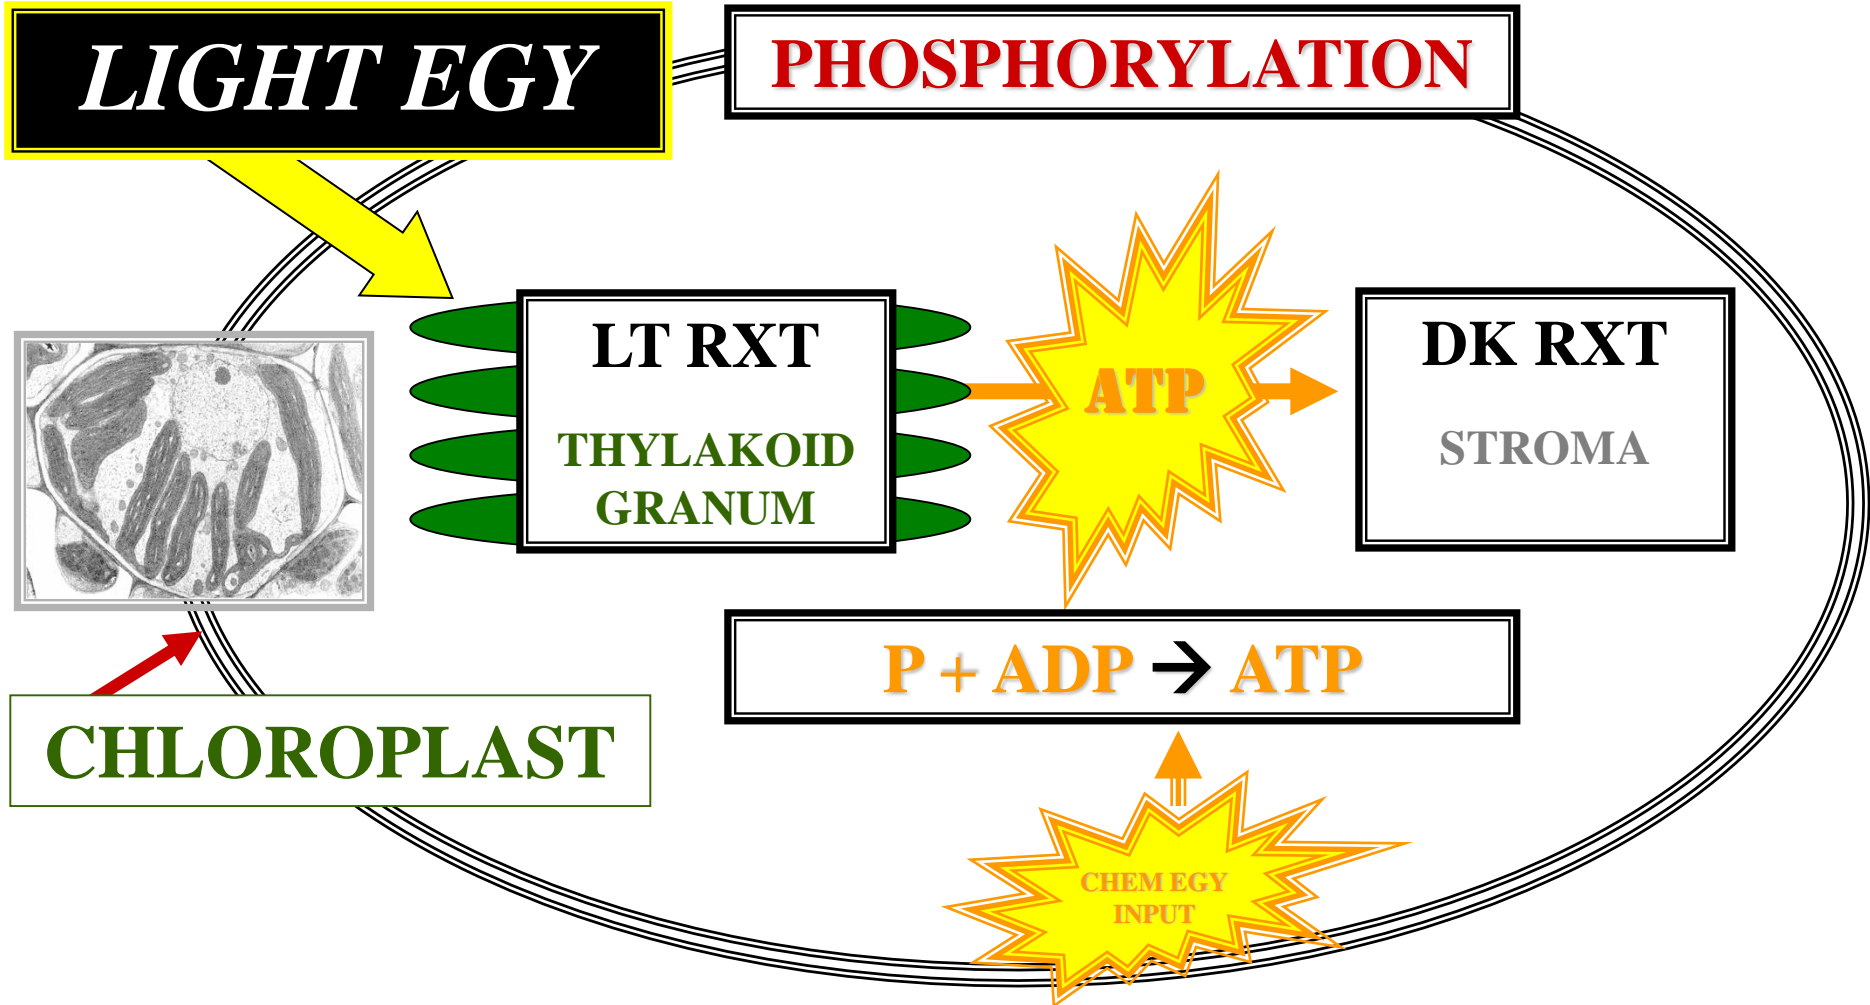 LIGHT EGY
PHOSPHORYLATION
LT RXT
THYLAKOID
GRANUM
ATP
DK RXT
STROMA
P + ADP → ATP
CHLOROPLAST
CHEM EGY
INPUT